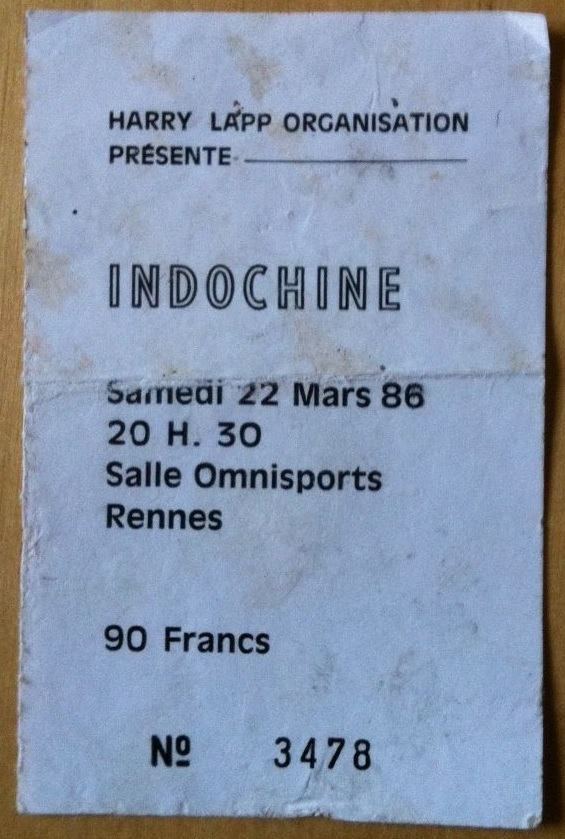 HARRY LAPP ORGANISATION
PRÉSENTE
INDOCHINE
Samedi 22 Mars 86
20 H. 30
Salle Omnisports
Rennes
90 Francs
Nº 3478